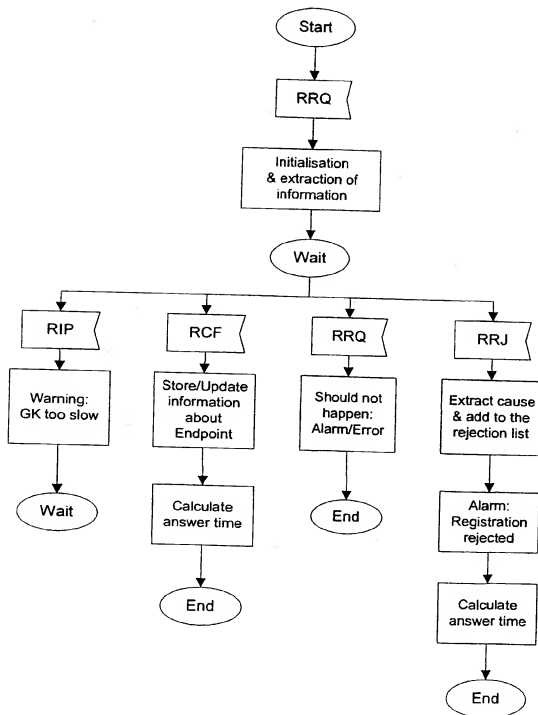 Start
RRQ
Initialisation
& extraction of
information
Wait
RIP
RCF
RRQ
RRJ
Warning:
GK too slow
Store/Update
information
about
Endpoint
Should not
happen:
Alarm/Error
Extract cause
& add to the
rejection list
Wait
Calculate
answer time
End
Alarm:
Registration
rejected
End
Calculate
answer time
End